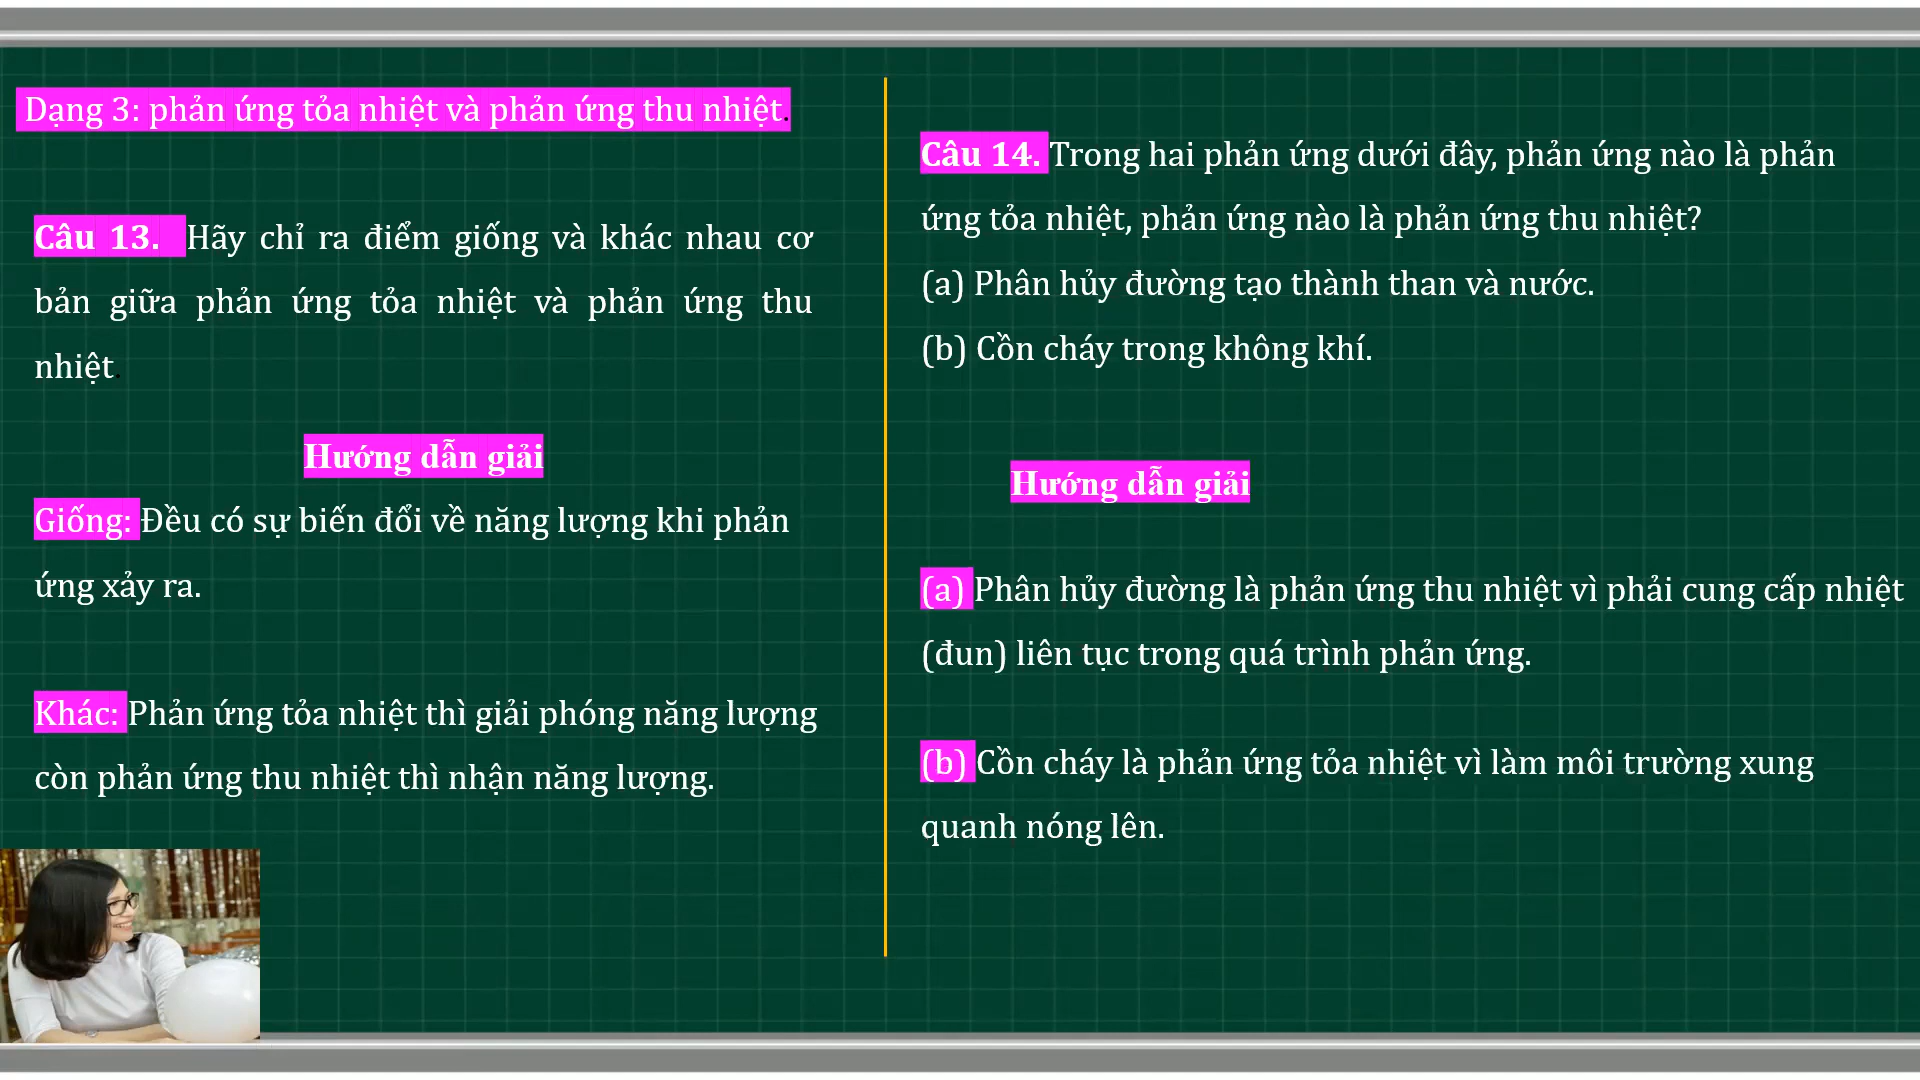 Dạng 3: phản ứng tỏa nhiệt và phản ứng thu nhiệt.
Câu 13. Hãy chỉ ra điểm giống và khác nhau cơ
bản giữa phản ứng tỏa nhiệt và phản ứng thu
nhiệt.
Hướng dẫn giải
Giống: Đều có sự biến đổi về năng lượng khi phản
ứng xảy ra.
Khác: Phản ứng tỏa nhiệt thì giải phóng năng lượng
còn phản ứng thu nhiệt thì nhận năng lượng.
Câu 14. Trong hai phản ứng dưới đây, phản ứng nào là phản
ứng tỏa nhiệt, phản ứng nào là phản ứng thu nhiệt?
(a) Phân hủy đường tạo thành than và nước.
(b) Cồn cháy trong không khí.
Hướng dẫn giải
(a) Phân hủy đường là phản ứng thu nhiệt vì phải cung cấp nhiệt
(đun) liên tục trong quá trình phản ứng.
(b) Cồn cháy là phản ứng tỏa nhiệt vì làm môi trường xung
quanh nóng lên.